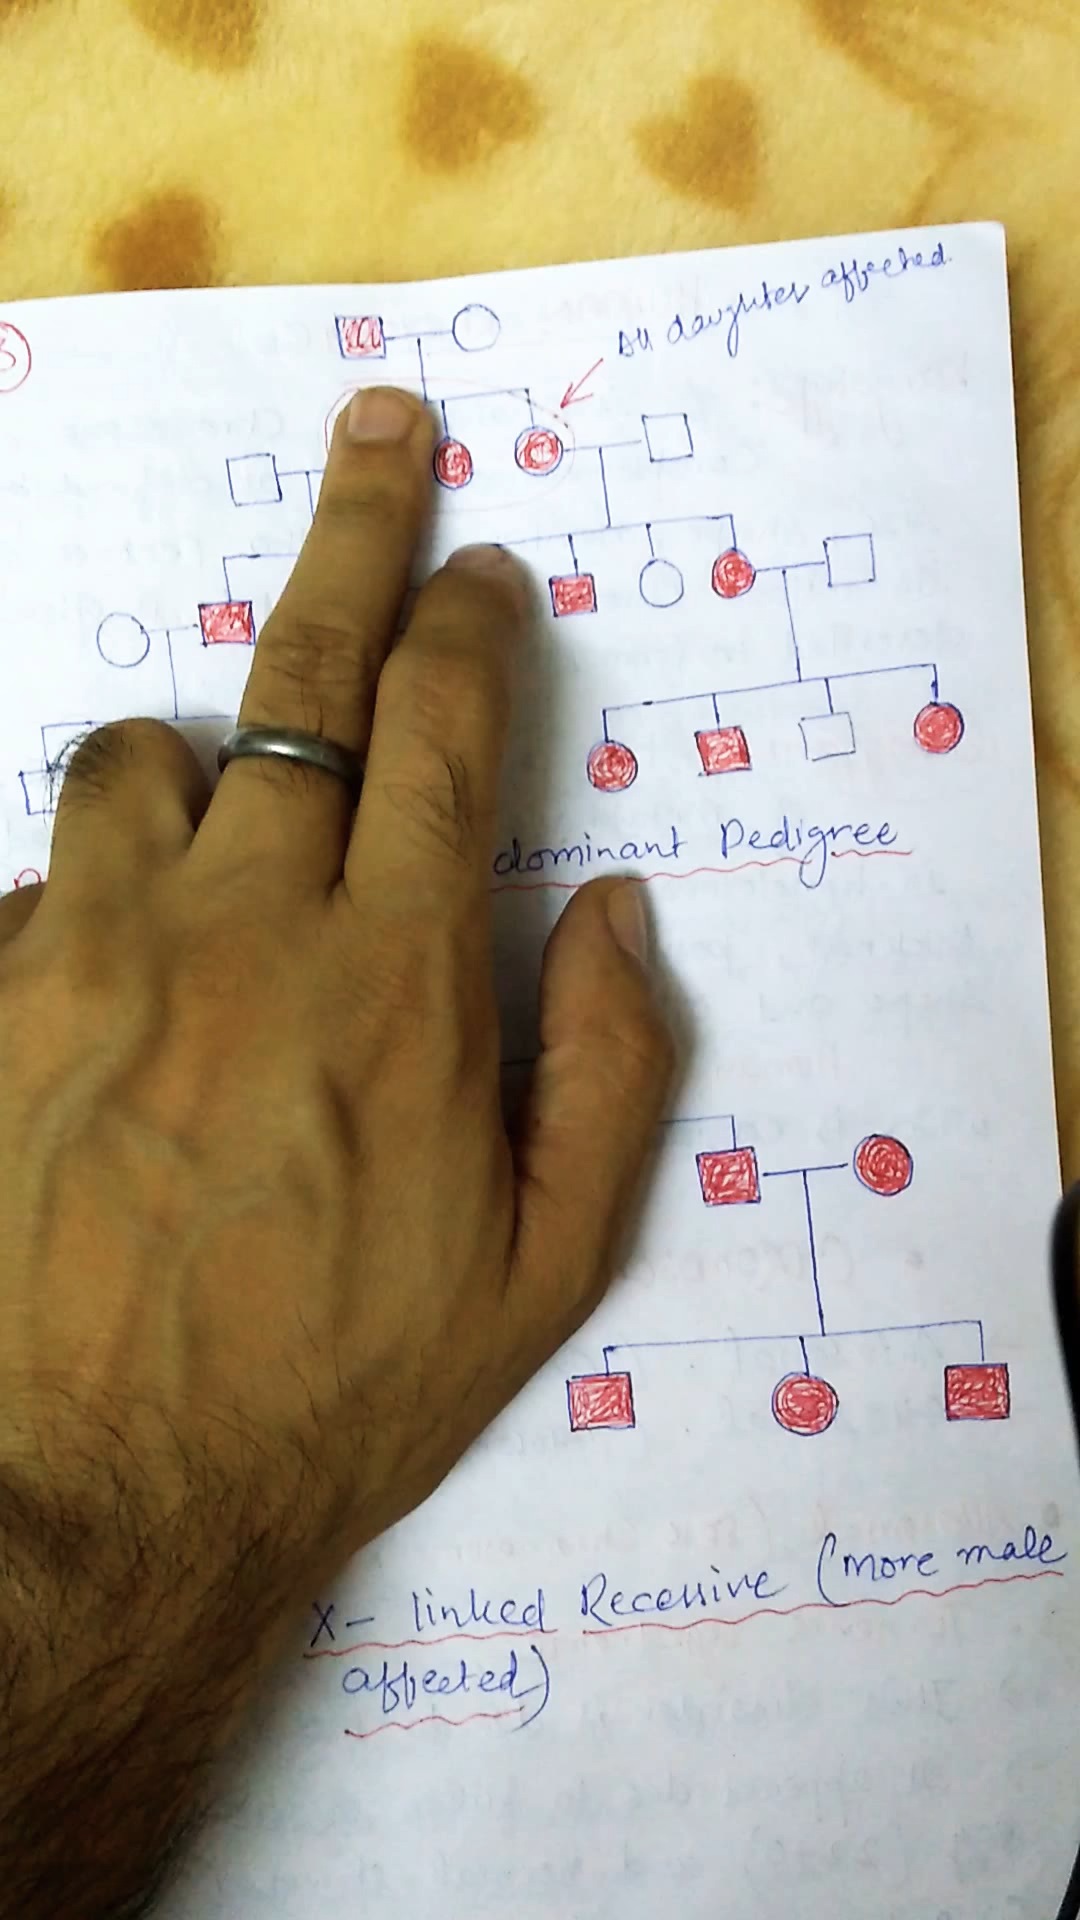 All daughter affected
dominant Pedigree
X- linked Recessive (more male
affected)